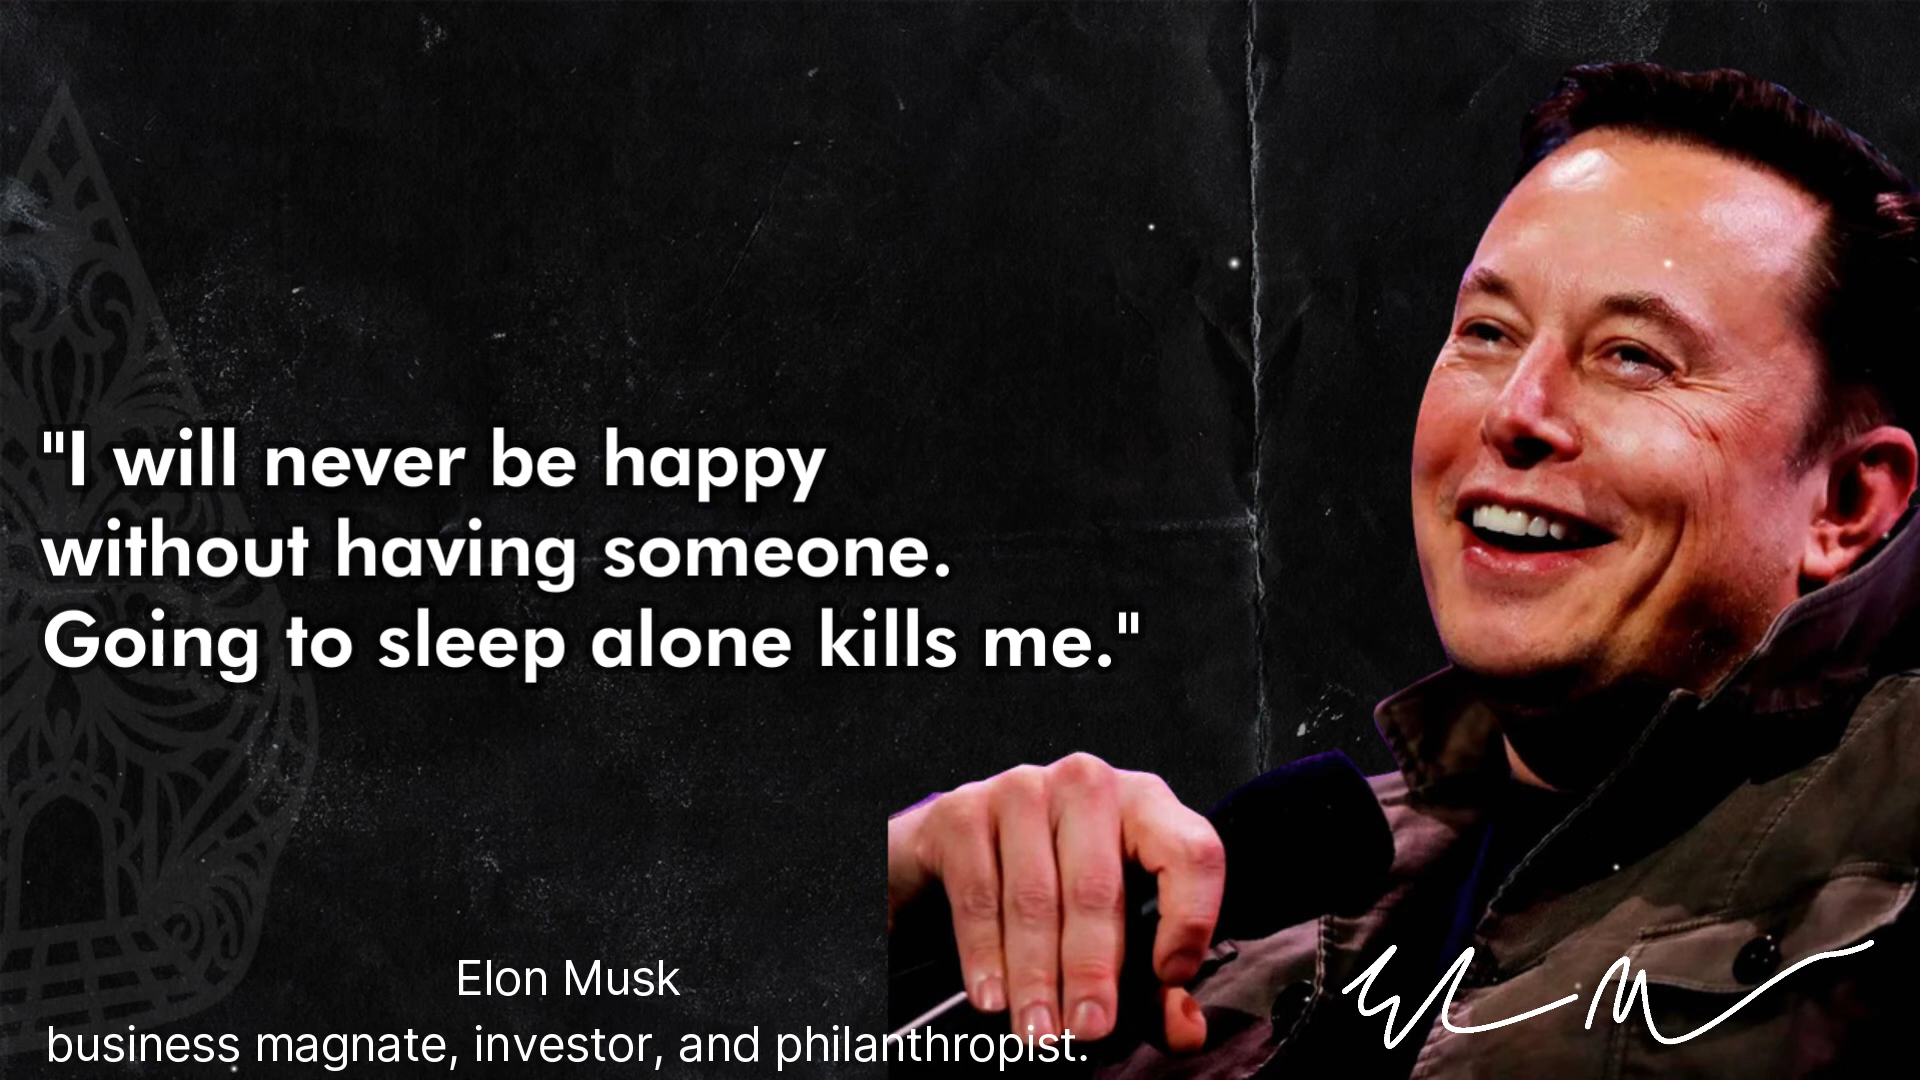 "I will never be happy
without having someone.
Going to sleep alone kills me."
Elon Musk
business magnate, investor, and philanthropist.